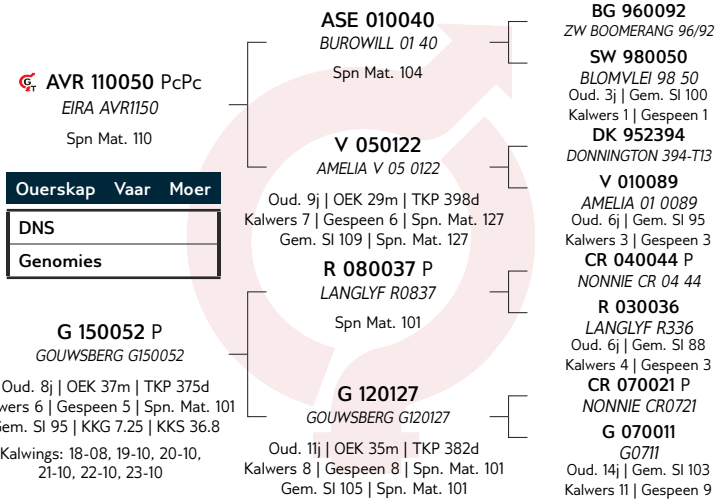 AVR 110050 PcPc
EIRA AVR1150
Spn Mat. 110
Ouerskap Vaar Moer
DNS
Genomies
G 150052 P
GOUWSBERG G150052
Oud. 8j | OEK 37m | TKP 375d
wers 6 | Gespeen 5 | Spn. Mat. 101
Gem. SI 95 | KKG 7.25 | KKS 36.8
Kalwings: 18-08, 19-10, 20-10,
21-10, 22-10, 23-10
ASE 010040
BUROWILL 01 40
Spn Mat. 104
V 050122
AMELIA V 05 0122
Oud. 9j | OEK 29m | TKP 398d
Kalwers 7 | Gespeen 6 | Spn. Mat. 127
Gem. SI 109 | Spn. Mat. 127
R 080037 P
LANGLYF R0837
Spn Mat. 101
G 120127
GOUWSBERG G120127
Oud. 11j | OEK 35m | TKP 382d
Kalwers 8 | Gespeen 8 | Spn. Mat. 101
Gem. SI 105 | Spn. Mat. 101
BG 960092
ZW BOOMERANG 96/92
SW 980050
BLOMVLEI 98 50
Oud. 3j | Gem. SI 100
Kalwers 1 | Gespeen 1
DK 952394
DONNINGTON 394-T13
V 010089
AMELIA 01 0089
Oud. 6j | Gem. SI 95
Kalwers 3 | Gespeen 3
CR 040044 P
NONNIE CR 04 44
R 030036
LANGLYF R336
Oud. 6j | Gem. SI 88
Kalwers 4 | Gespeen 3
CR 070021 P
NONNIE CR0721
G 070011
G0711
Oud. 14j | Gem. SI 103
Kalwers 11 | Gespeen 9